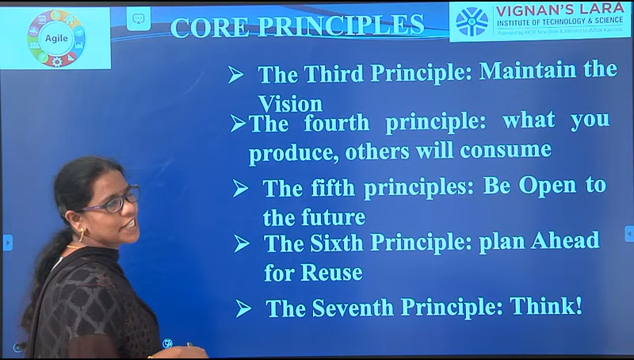 Agile
CORE PRINCIPLES
VIGNAN'S LARA
INSTITUTE OF TECHNOLOGY & SCIENCE
➢ The Third Principle: Maintain the
Vision
➢The fourth principle: what you
produce, others will consume
➢ The fifth principles: Be Open to
the future
➢ The Sixth Principle: plan Ahead
for Reuse
➢ The Seventh Principle: Think!